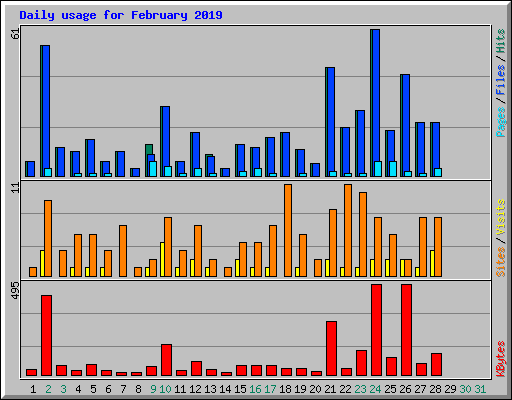 Daily usage for February 2019
61
Pages / Files / Hits
11
Sites / Visits
495
KBytes
1 2 3 4 5 6 7 8 9 10 11 12 13 14 15 16 17 18 19 20 21 22 23 24 25 26 27 28 29 30 31